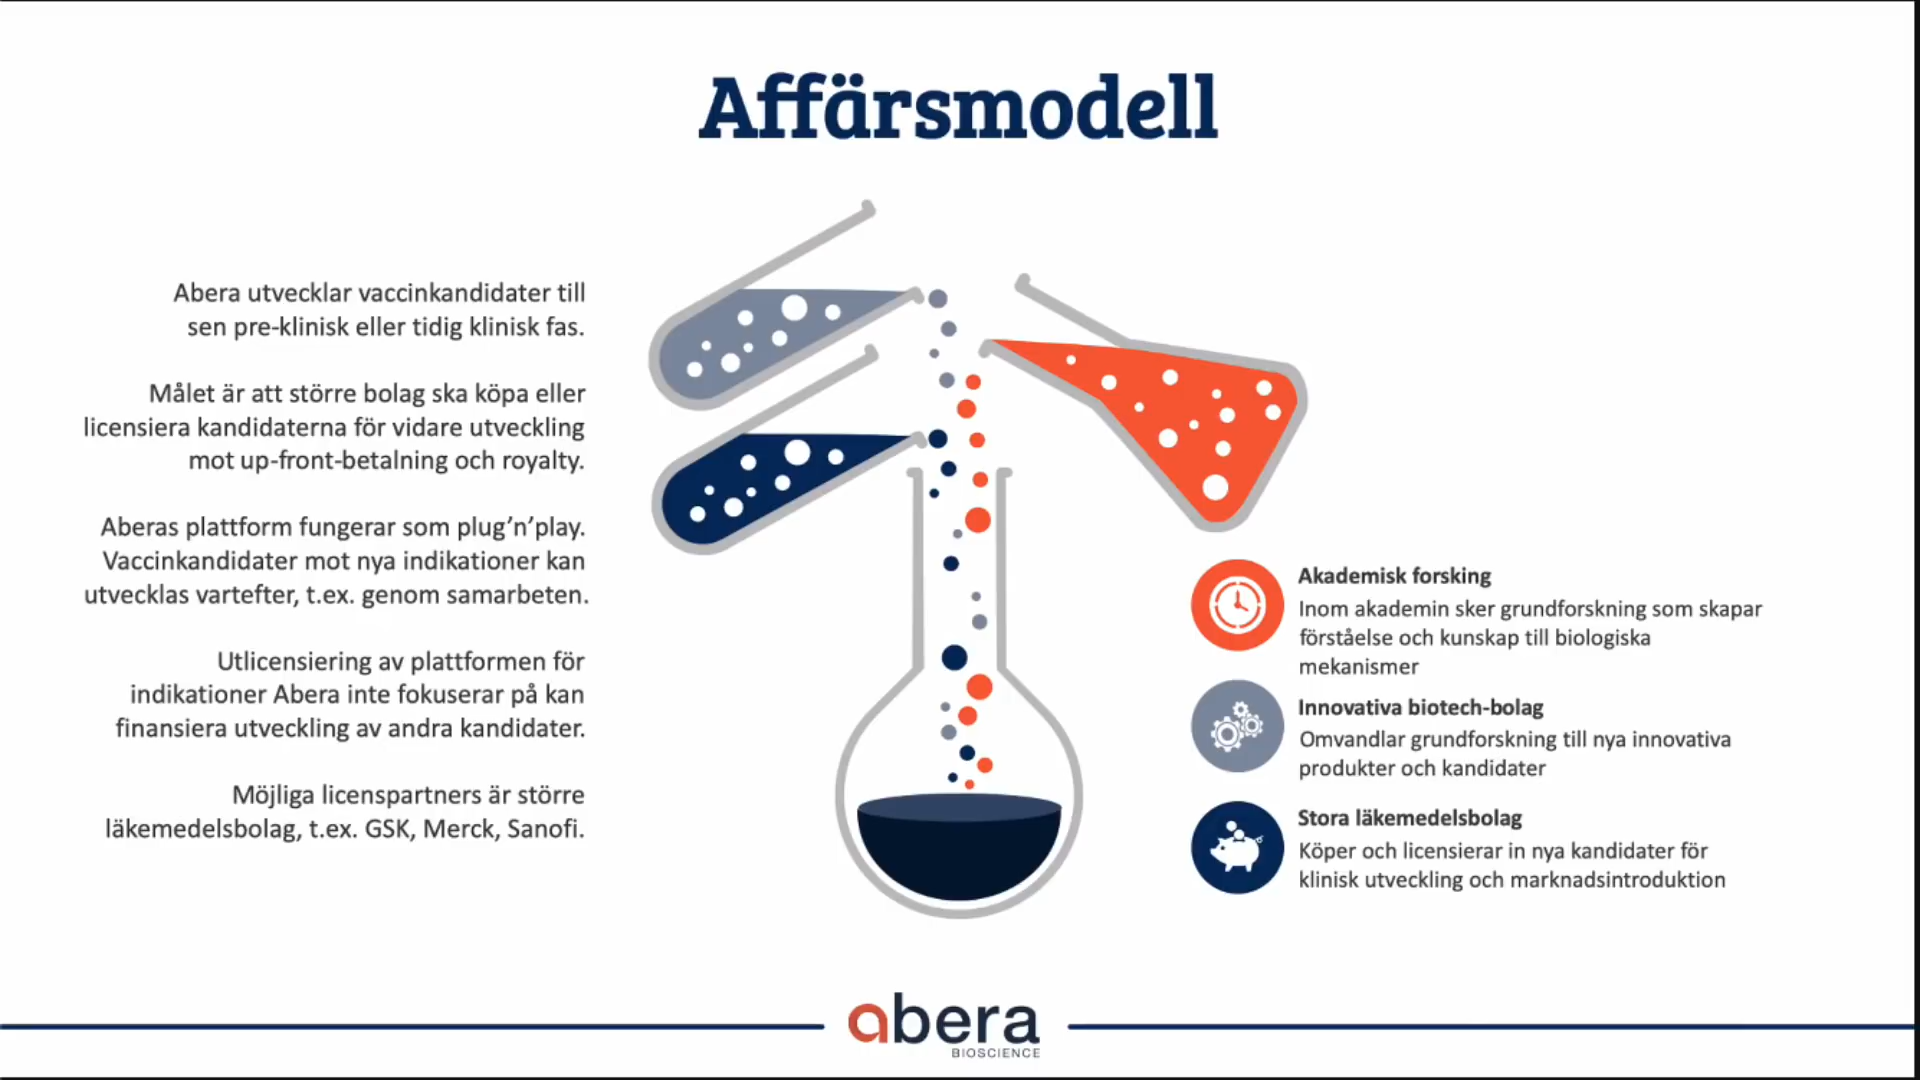 Affärsmodell
Abera utvecklar vaccinkandidater till
sen pre-klinisk eller tidig klinisk fas.
Målet är att större bolag ska köpa eller
licensiera kandidaterna för vidare utveckling
mot up-front-betalning och royalty.
Aberas plattform fungerar som plug’n’play.
Vaccinkandidater mot nya indikationer kan
utvecklas vartefter, t.ex. genom samarbeten.
Utlicensiering av plattformen för
indikationer Abera inte fokuserar på kan
finansiera utveckling av andra kandidater.
Möjliga licenspartners är större
läkemedelsbolag, t.ex. GSK, Merck, Sanofi.
Akademisk forsking
Inom akademin sker grundforskning som skapar
förståelse och kunskap till biologiska
mekanismer
Innovativa biotech-bolag
Omvandlar grundforskning till nya innovativa
produkter och kandidater
Stora läkemedelsbolag
Köper och licensierar in nya kandidater för
klinisk utveckling och marknadsintroduktion
abera
BIOSCIENCE